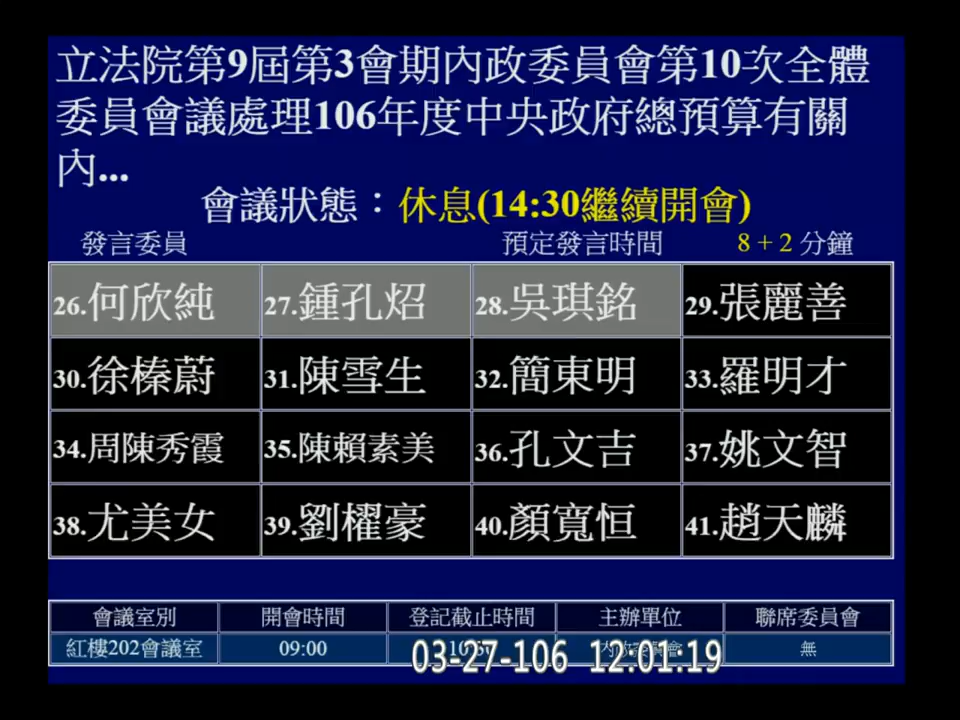 立法院第9屆第3會期內政委員會第10次全體
委員會議處理106年度中央政府總預算有關
內...
會議狀態：休息(14:30繼續開會)
發言委員 預定發言時間 8 + 2 分鐘
26.何欣純 27.鍾孔炤 28.吳琪銘 29.張麗善
30.徐榛蔚 31.陳雪生 32.簡東明 33.羅明才
34.周陳秀霞 35.陳賴素美 36.孔文吉 37.姚文智
38.尤美女 39.劉櫂豪 40.顏寬恒 41.趙天麟
會議室別 開會時間 登記截止時間 主辦單位 聯席委員會
紅樓202會議室 09:00 無
03-27-106 12:01:19